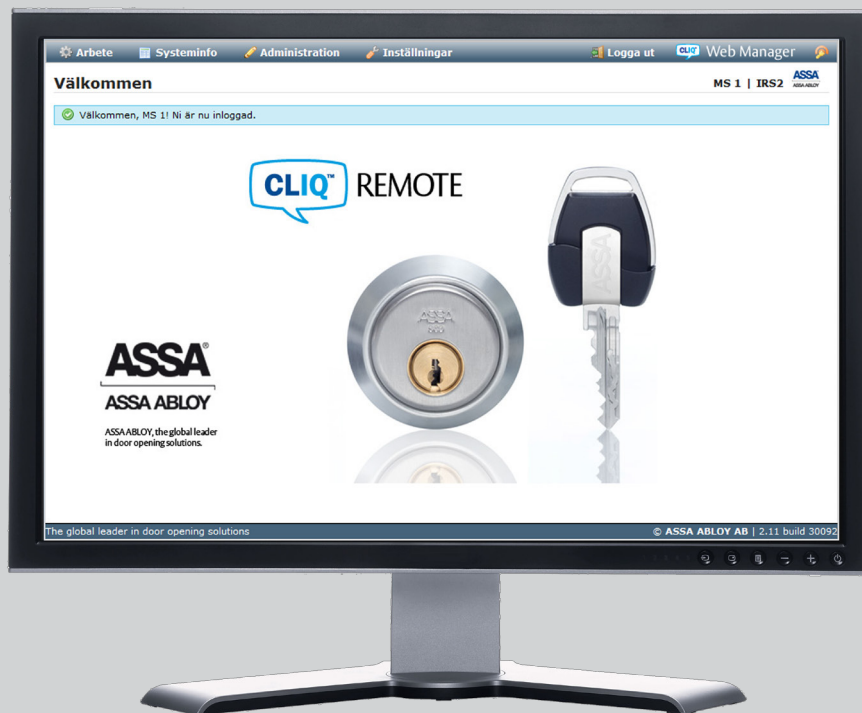 Arbete Systeminfo Administration Inställningar Logga ut CLIQ Web Manager
Välkommen MS 1 | IRS2 ASSA
ASSA ABLOY
Välkommen, MS 1! Ni är nu inloggad.
CLIQ™ REMOTE
ASSA
ASSA
ASSA®
ASSA ABLOY
ASSA ABLOY, the global leader
in door opening solutions.
The global leader in door opening solutions © ASSA ABLOY AB | 2.11 build 30092